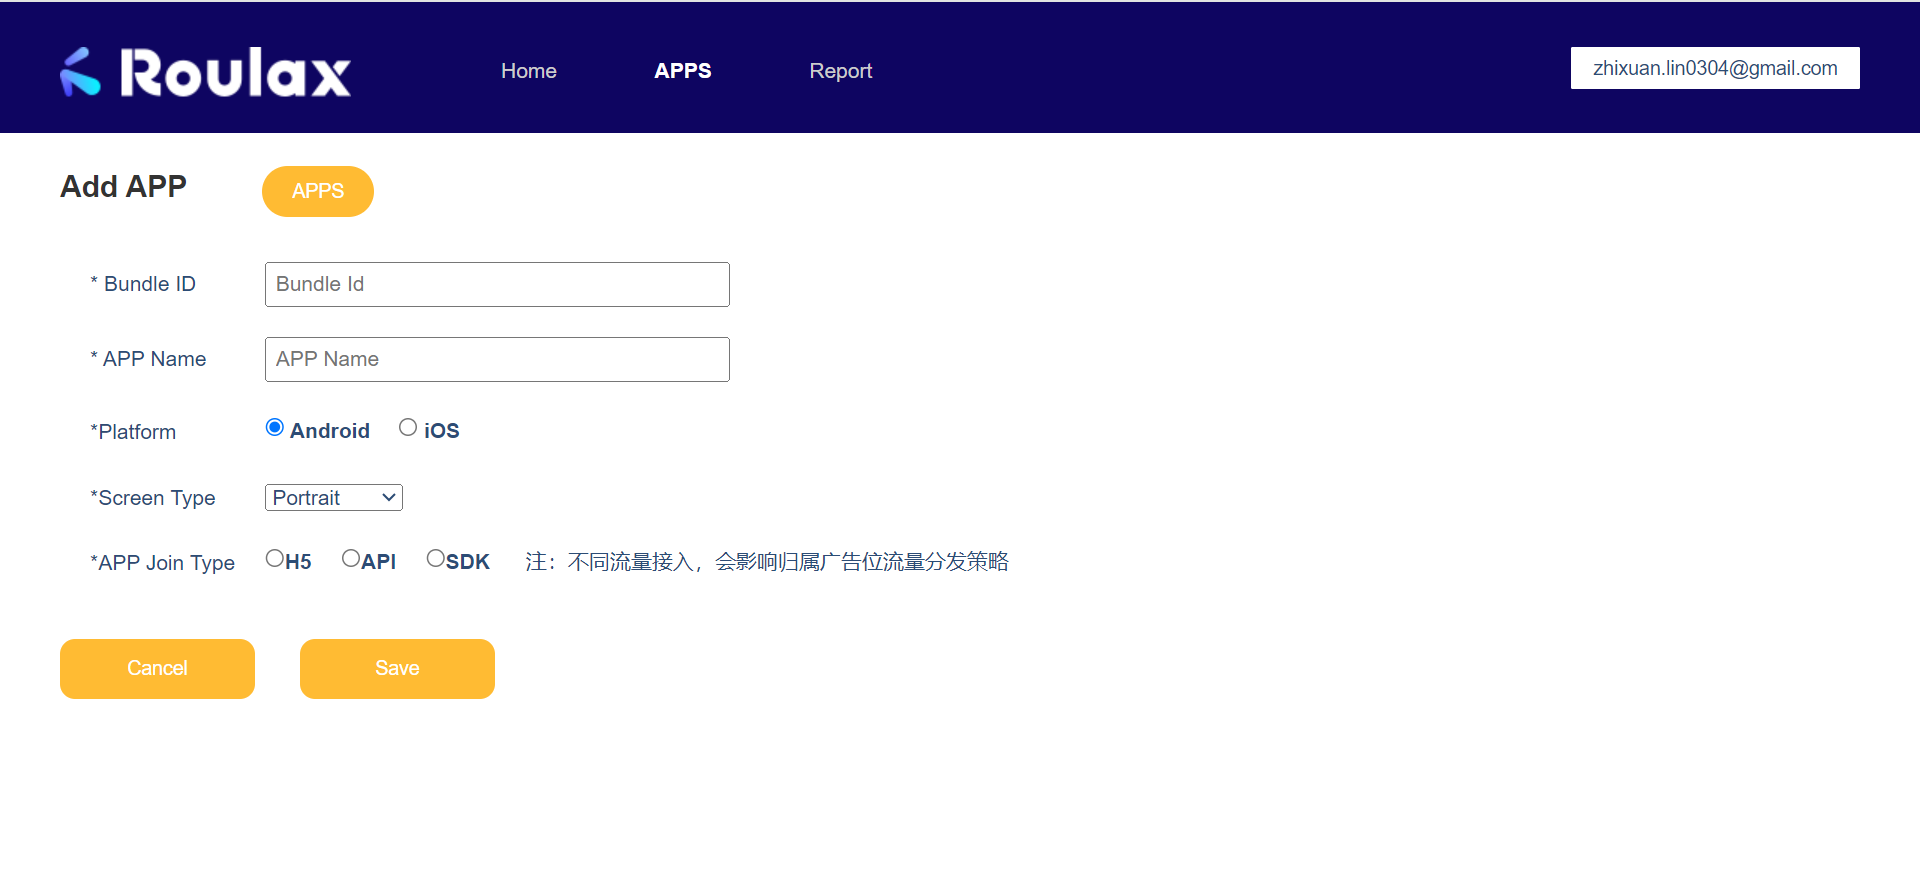 Roulax
Home
APPS
Report
zhixuan.lin0304@gmail.com
Add APP
APPS
* Bundle ID
Bundle Id
* APP Name
APP Name
*Platform
Android
iOS
*Screen Type
Portrait
*APP Join Type
H5
API
SDK
注：不同流量接入，会影响归属广告位流量分发策略
Cancel
Save